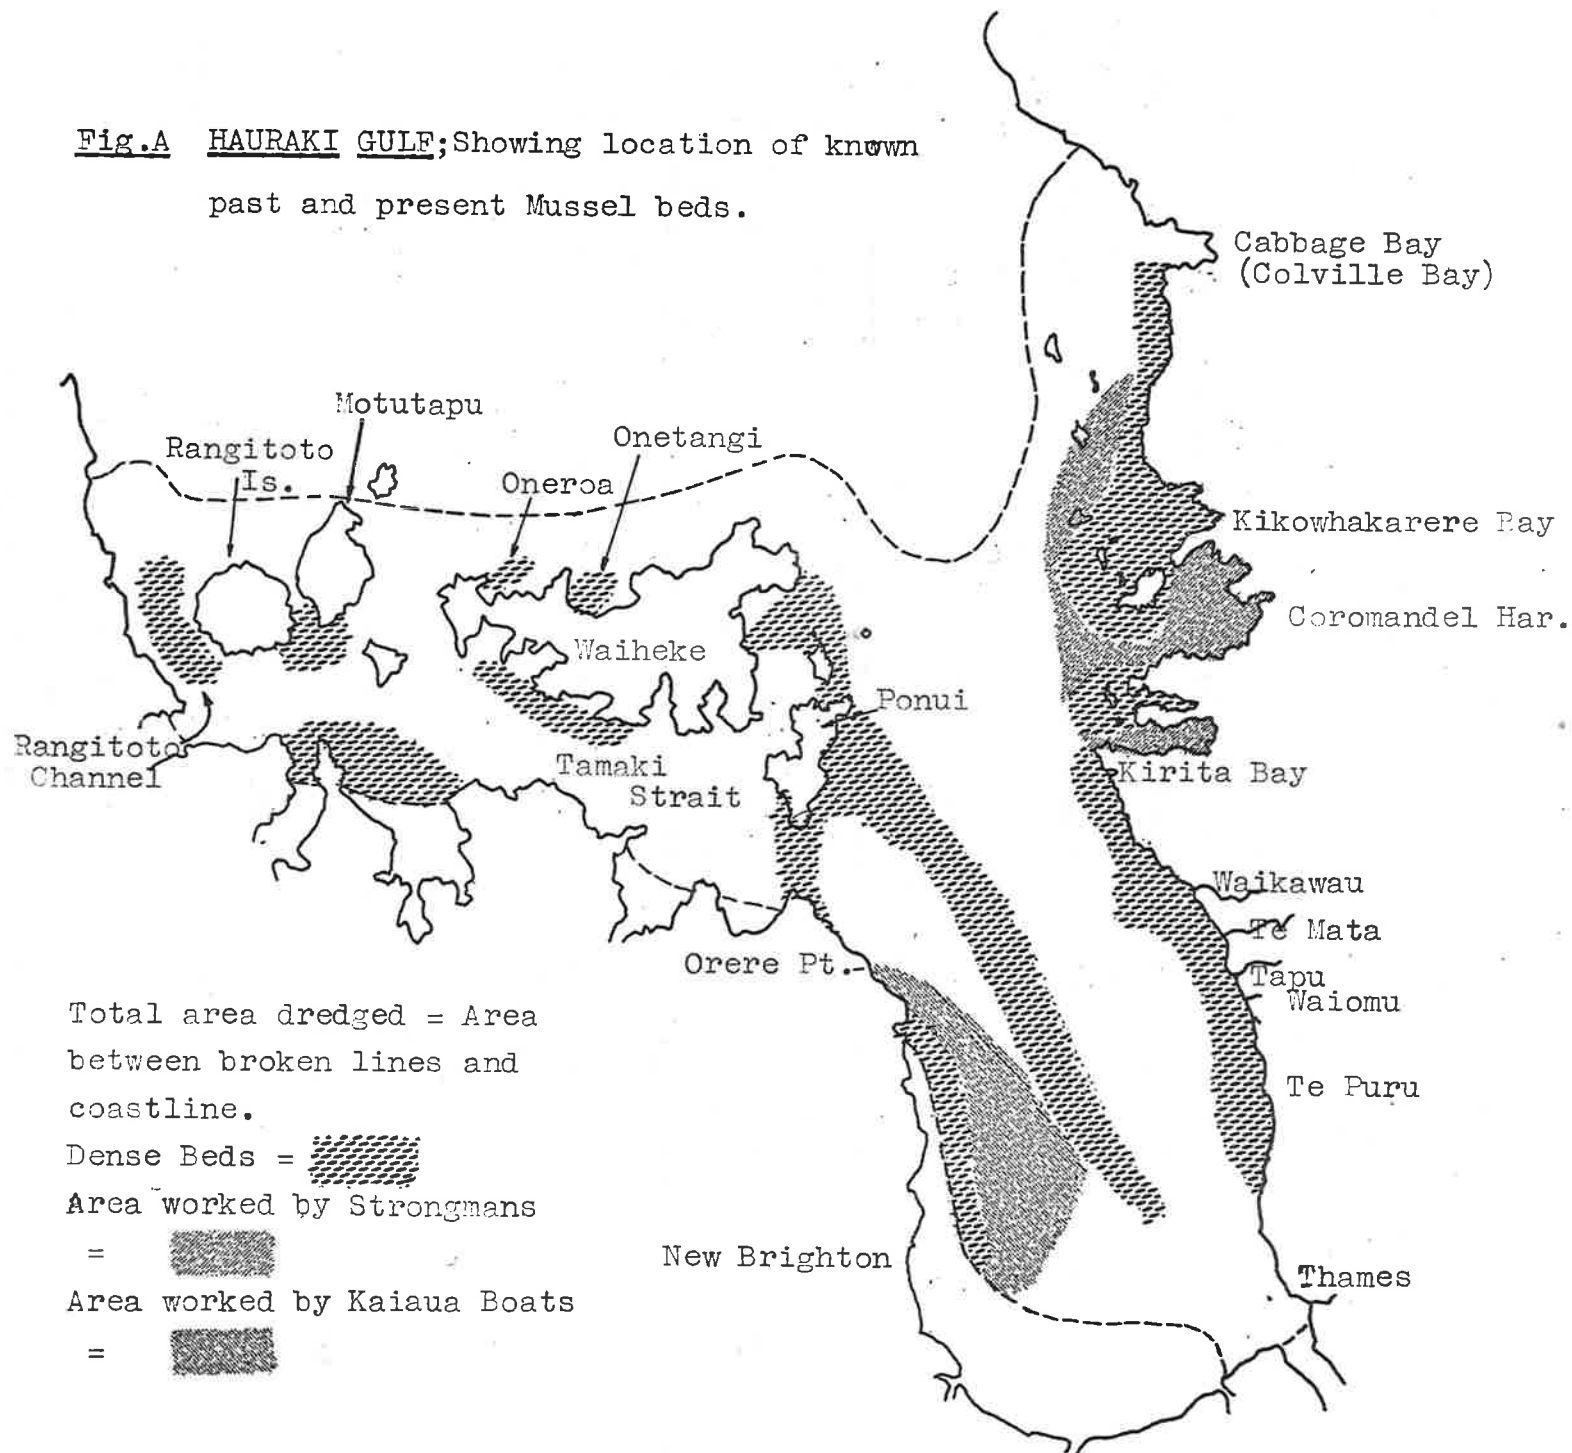 Fig.A HAURAKI GULF;Showing location of known
past and present Mussel beds.
Cabbage Bay
(Colville Bay)
Motutapu
Rangitoto
Is.
Onetangi
Oneroa
Kikowhakarere Bay
Coromandel Har.
Waiheke
Ponui
Rangitoto
Channel
Tamaki
Strait
Kirita Bay
Waikawau
Te Mata
Orere Pt.
Tapu
Waiomu
Te Puru
Total area dredged = Area
between broken lines and
coastline.
Dense Beds =
Area worked by Strongmans
=
New Brighton
Thames
Area worked by Kaiaua Boats
=